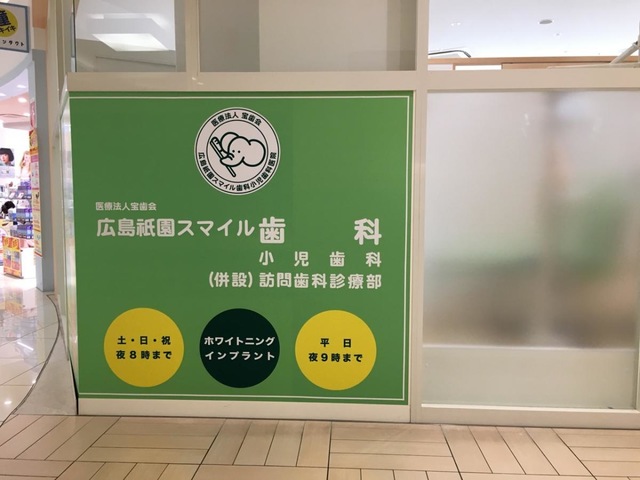 医療法人 宝歯会
広島祇園スマイル歯科小児歯科医院
医療法人宝歯会
広島祇園スマイル歯科
小児歯科
(併設)訪問歯科診療部
土・日・祝
夜8時まで
ホワイトニング
インプラント
平日
夜9時まで